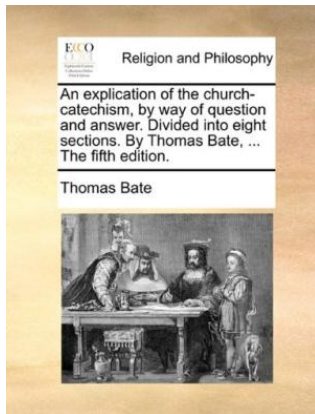 ECCO
Religion and Philosophy
An explication of the church-
catechism, by way of question
and answer. Divided into eight
sections. By Thomas Bate, ...
The fifth edition.
Thomas Bate